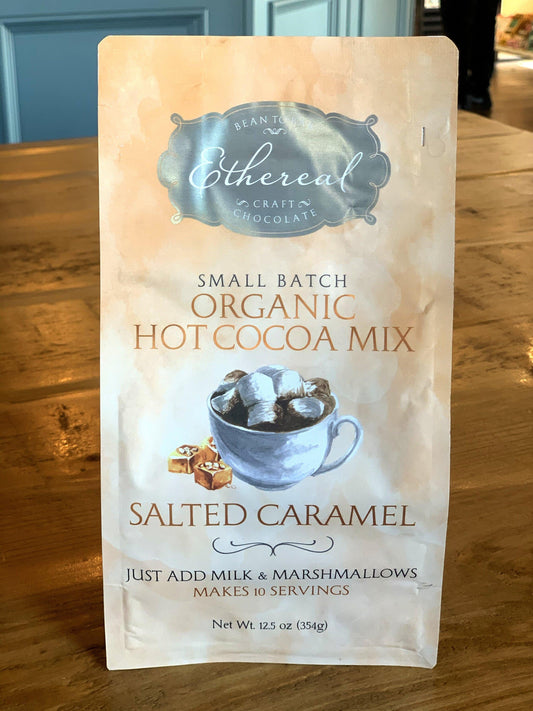 BEAN TO BAR
Ethereal
CRAFT
CHOCOLATE
SMALL BATCH
ORGANIC
HOT COCOA MIX
SALTED CARAMEL
JUST ADD MILK & MARSHMALLOWS
MAKES 10 SERVINGS
Net Wt. 12.5 oz (354g)